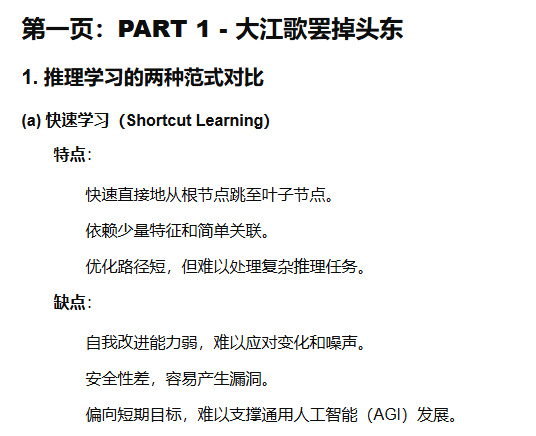 第一页：PART 1 - 大江歌罢掉头东
1. 推理学习的两种范式对比
(a) 快速学习（Shortcut Learning）
特点：
快速直接地从根节点跳至叶子节点。
依赖少量特征和简单关联。
优化路径短，但难以处理复杂推理任务。
缺点：
自我改进能力弱，难以应对变化和噪声。
安全性差，容易产生漏洞。
偏向短期目标，难以支撑通用人工智能（AGI）发展。